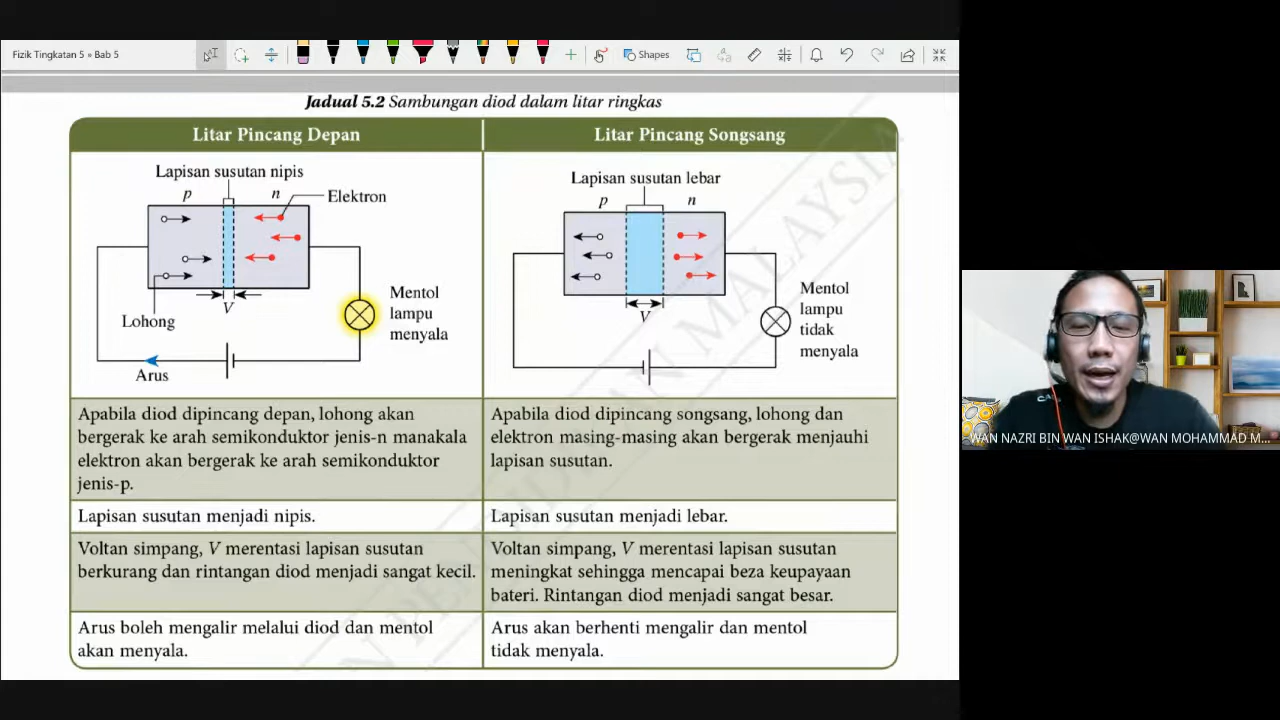 Fizik Tingkatan 5 » Bab 5
Shapes
Jadual 5.2 Sambungan diod dalam litar ringkas
Litar Pincang Depan
Litar Pincang Songsang
Lapisan susutan nipis
p
n
Elektron
Lohong
V
Mentol
lampu
menyala
Arus
Lapisan susutan lebar
p
n
V
Mentol
lampu
tidak
menyala
Apabila diod dipincang depan, lohong akan
bergerak ke arah semikonduktor jenis-n manakala
elektron akan bergerak ke arah semikonduktor
jenis-p.
Apabila diod dipincang songsang, lohong dan
elektron masing-masing akan bergerak menjauhi
lapisan susutan.
Lapisan susutan menjadi nipis.
Lapisan susutan menjadi lebar.
Voltan simpang, V merentasi lapisan susutan
berkurang dan rintangan diod menjadi sangat kecil.
Voltan simpang, V merentasi lapisan susutan
meningkat sehingga mencapai beza keupayaan
bateri. Rintangan diod menjadi sangat besar.
Arus boleh mengalir melalui diod dan mentol
akan menyala.
Arus akan berhenti mengalir dan mentol
tidak menyala.
WAN NAZRI BIN WAN ISHAK@WAN MOHAMMAD M...